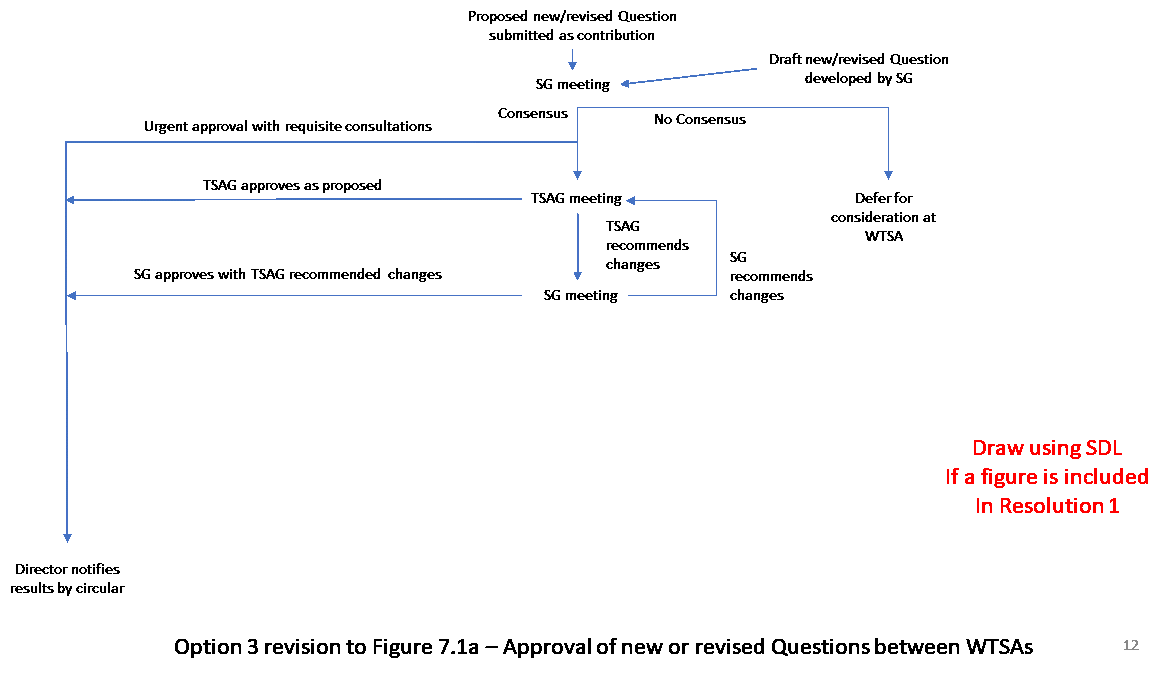 Proposed new/revised Question
submitted as contribution
Draft new/revised Question
developed by SG
SG meeting
Consensus
No Consensus
Urgent approval with requisite consultations
TSAG approves as proposed
TSAG meeting
Defer for
consideration at
WTSA
TSAG
recommends
changes
SG
recommends
changes
SG approves with TSAG recommended changes
SG meeting
Draw using SDL
If a figure is included
In Resolution 1
Director notifies
results by circular
Option 3 revision to Figure 7.1a – Approval of new or revised Questions between WTSAs
12